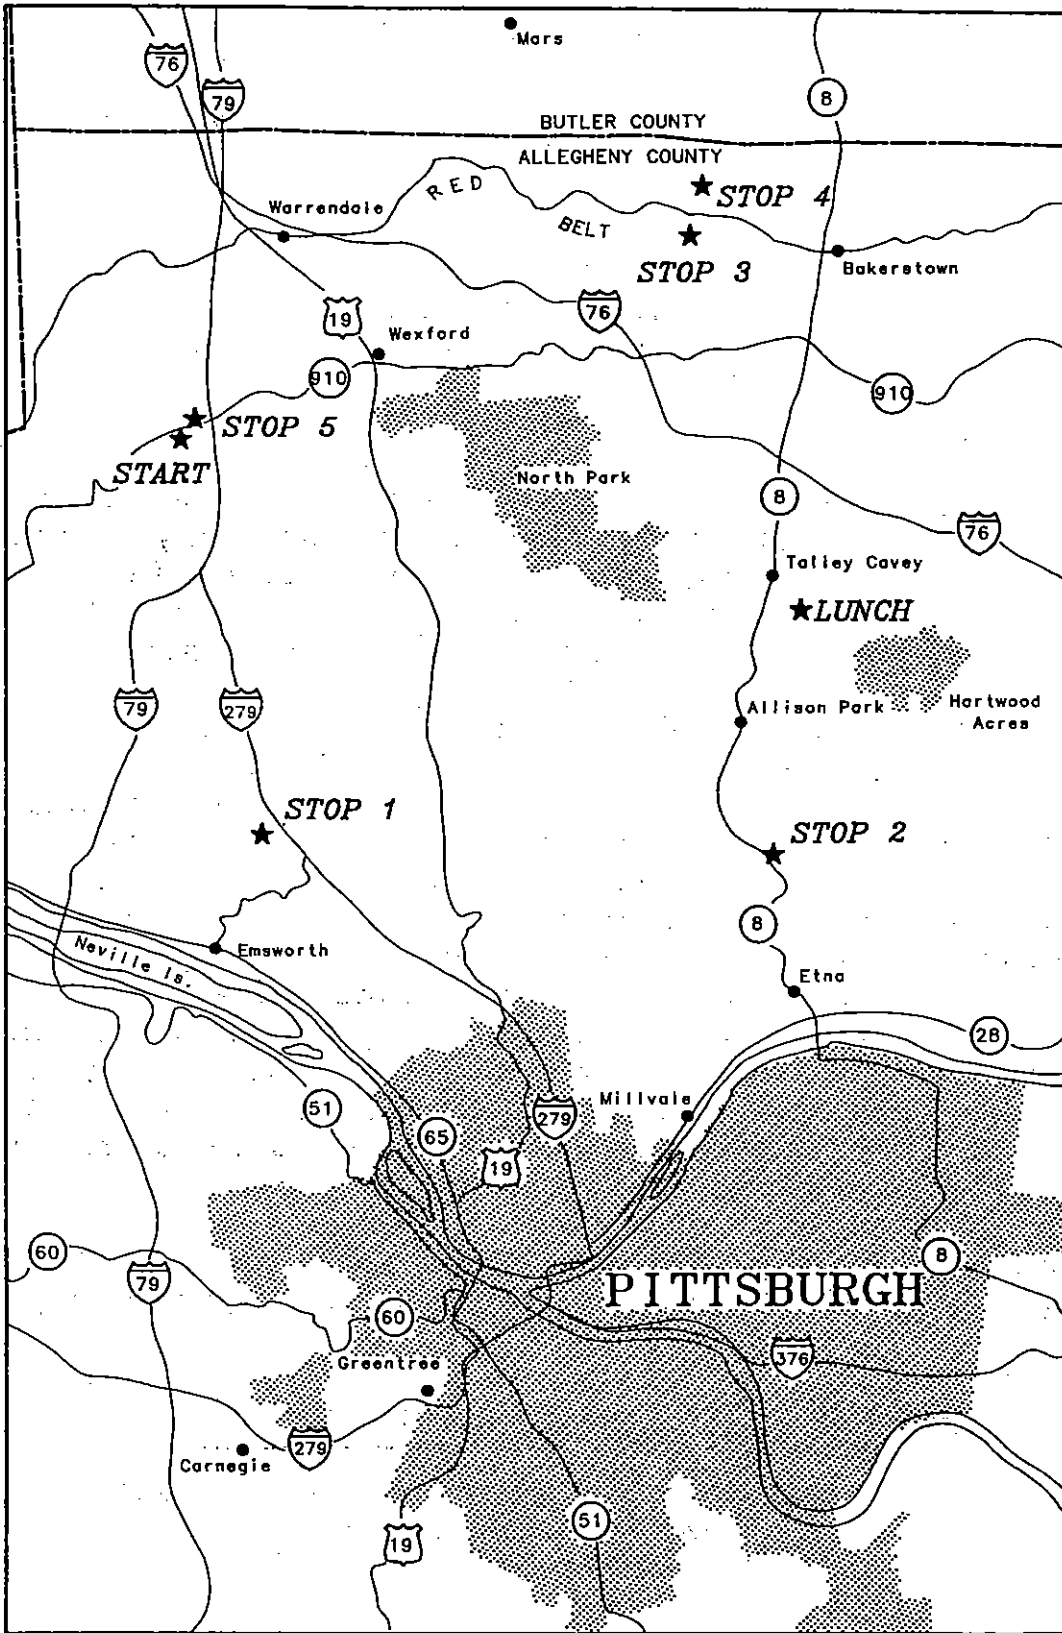 Mars
76
79
8
BUTLER COUNTY
ALLEGHENY COUNTY
RED
STOP 4
Warrendale
BELT
STOP 3
Bakerstown
76
19
Wexford
910
910
STOP 5
START
North Park
8
76
Talley Cavey
LUNCH
79
279
Allison Park
Hartwood
Acres
STOP 1
STOP 2
8
Emsworth
Neville Is.
Etna
28
51
Millvale
279
65
19
60
79
8
PITTSBURGH
60
Greentree
376
279
Carnegie
51
19